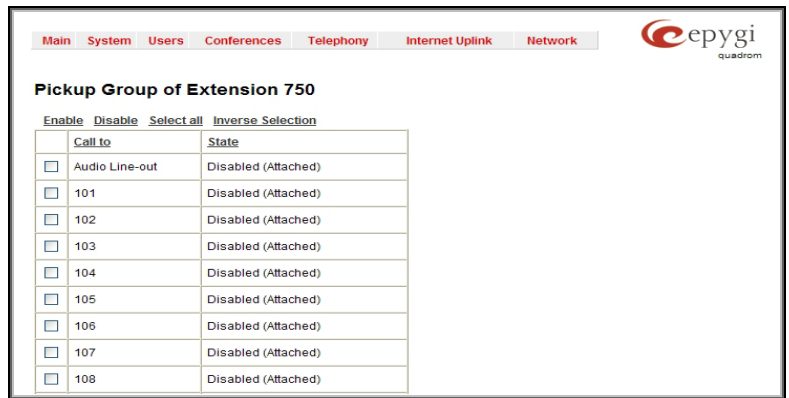 Main System Users Conferences Telephony Internet Uplink Network
epygi
quadrom
Pickup Group of Extension 750
Enable Disable Select all Inverse Selection
Call to State
Audio Line-out Disabled (Attached)
101 Disabled (Attached)
102 Disabled (Attached)
103 Disabled (Attached)
104 Disabled (Attached)
105 Disabled (Attached)
106 Disabled (Attached)
107 Disabled (Attached)
108 Disabled (Attached)